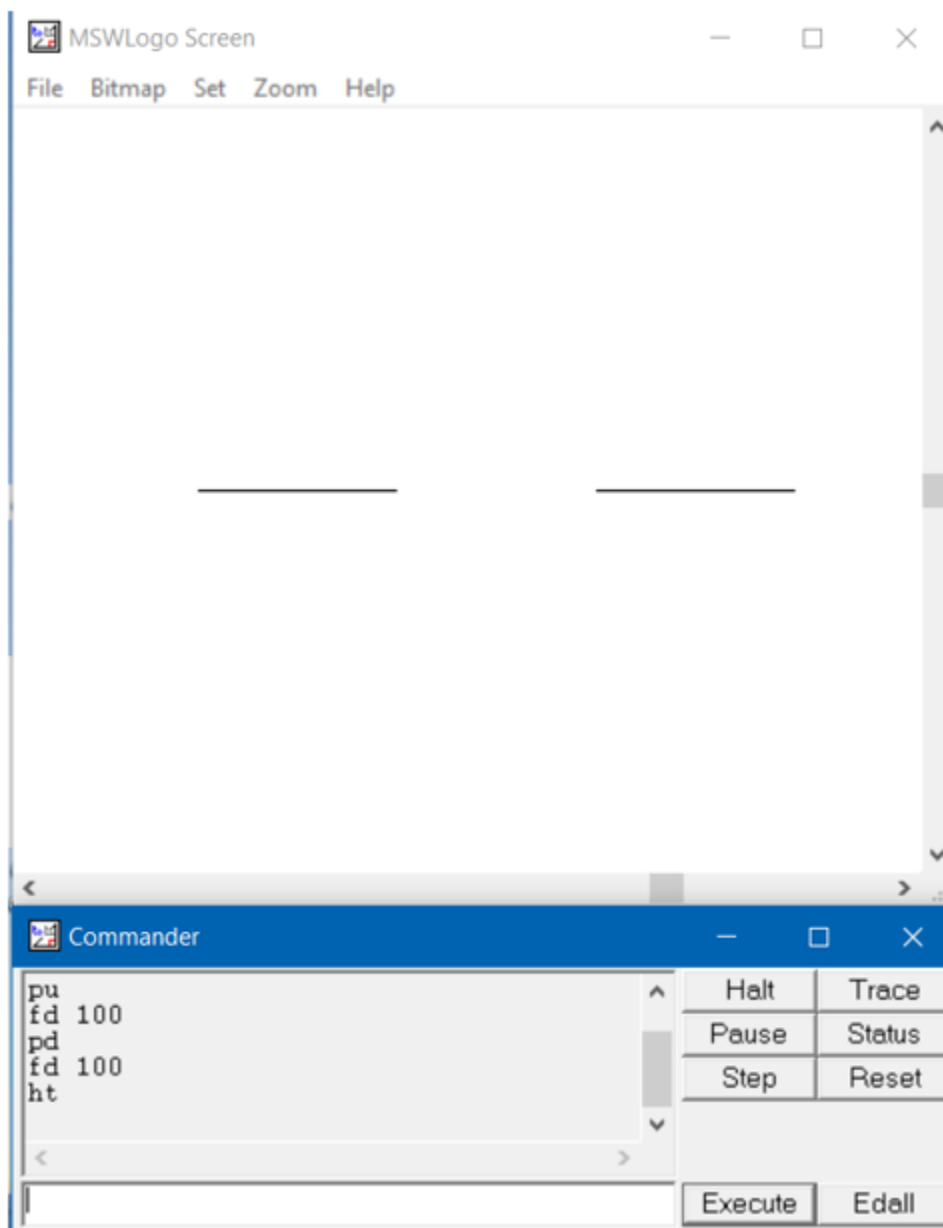 MSWLogo Screen
File Bitmap Set Zoom Help
Commander
pu
fd 100
pd
fd 100
ht
Halt Trace
Pause Status
Step Reset
Execute Edall